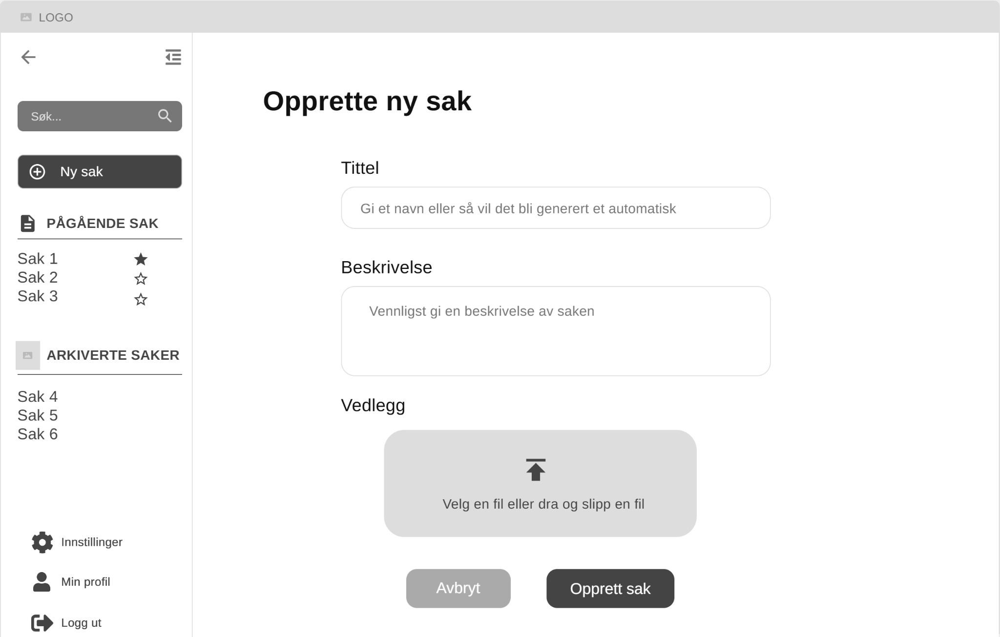 LOGO
Søk...
Ny sak
PÅGÅENDE SAK
Sak 1
Sak 2
Sak 3
ARKIVERTE SAKER
Sak 4
Sak 5
Sak 6
Innstillinger
Min profil
Logg ut
Opprette ny sak
Tittel
Gi et navn eller så vil det bli generert et automatisk
Beskrivelse
Vennligst gi en beskrivelse av saken
Vedlegg
Velg en fil eller dra og slipp en fil
Avbryt
Opprett sak